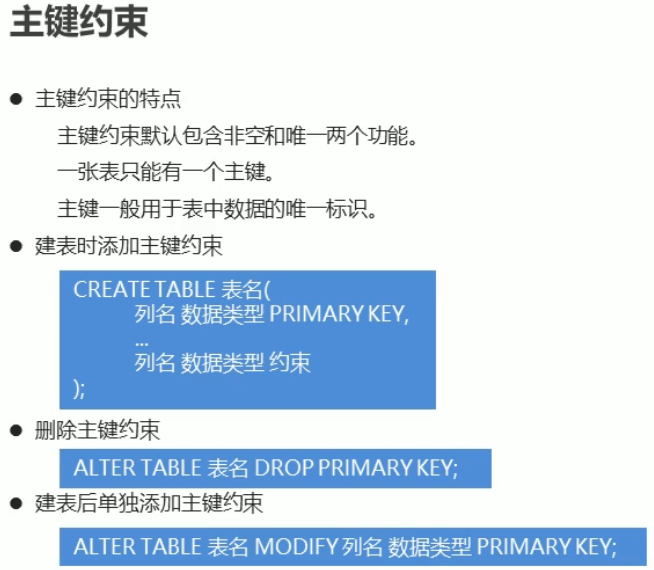 主键约束
● 主键约束的特点
主键约束默认包含非空和唯一两个功能。
一张表只能有一个主键。
主键一般用于表中数据的唯一标识。
● 建表时添加主键约束
CREATE TABLE 表名(
列名 数据类型 PRIMARY KEY,
...
列名 数据类型 约束
);
● 删除主键约束
ALTER TABLE 表名 DROP PRIMARY KEY;
● 建表后单独添加主键约束
ALTER TABLE 表名 MODIFY 列名 数据类型 PRIMARY KEY;